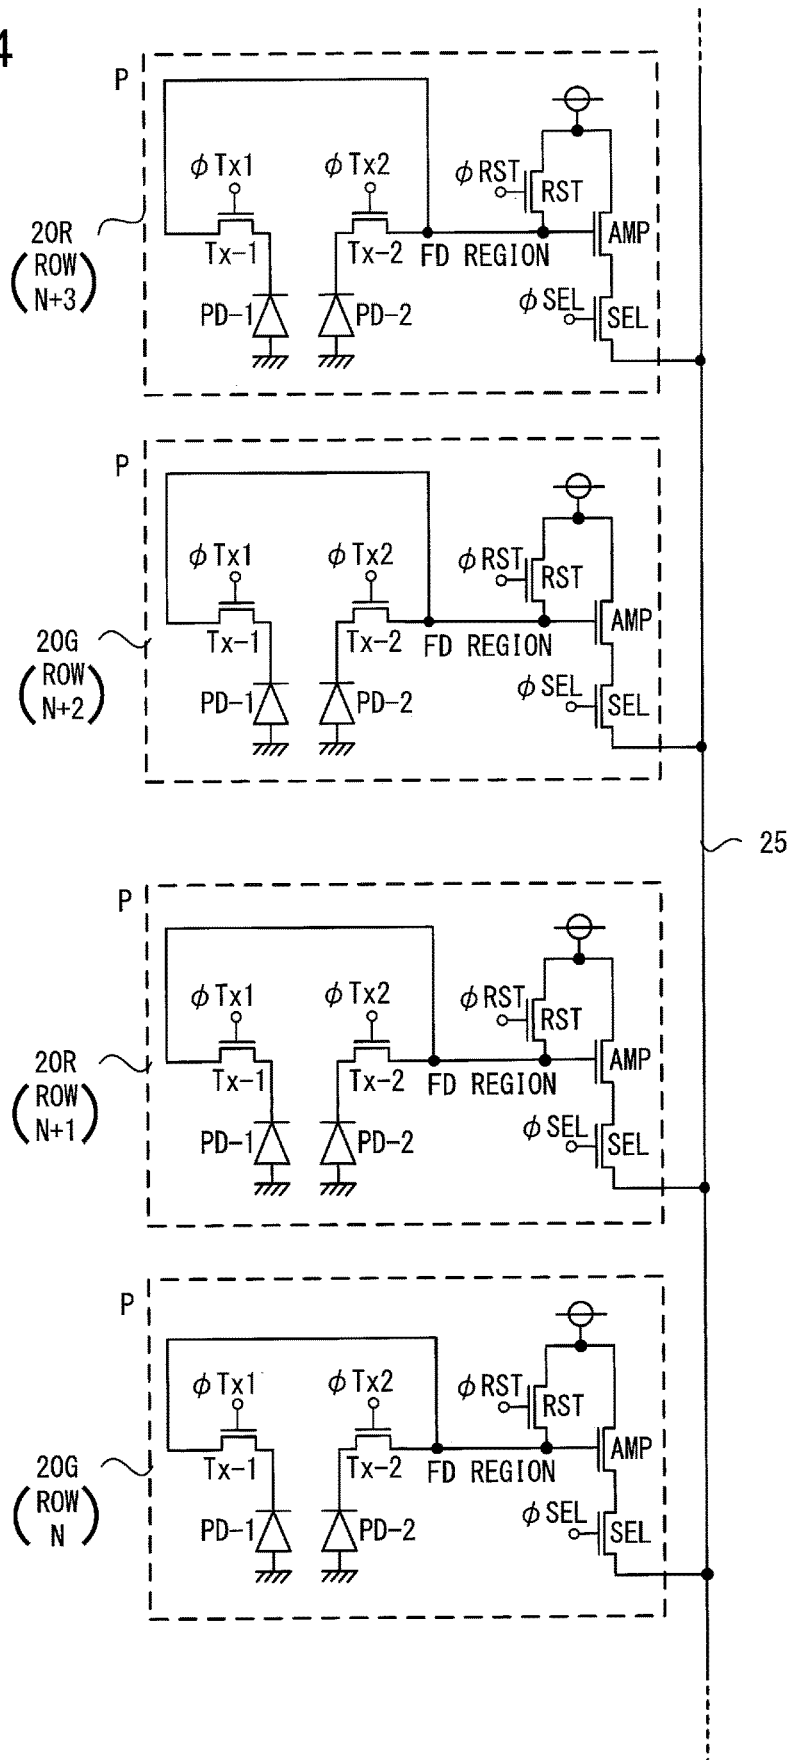 4
P
φTx1
φTx2
φRST
RST
20R
(ROW
N+3)
Tx-1
Tx-2
FD REGION
AMP
PD-1
PD-2
φSEL
SEL
P
φTx1
φTx2
φRST
RST
20G
(ROW
N+2)
Tx-1
Tx-2
FD REGION
AMP
PD-1
PD-2
φSEL
SEL
25
P
φTx1
φTx2
φRST
RST
20R
(ROW
N+1)
Tx-1
Tx-2
FD REGION
AMP
PD-1
PD-2
φSEL
SEL
P
φTx1
φTx2
φRST
RST
20G
(ROW
N)
Tx-1
Tx-2
FD REGION
AMP
PD-1
PD-2
φSEL
SEL